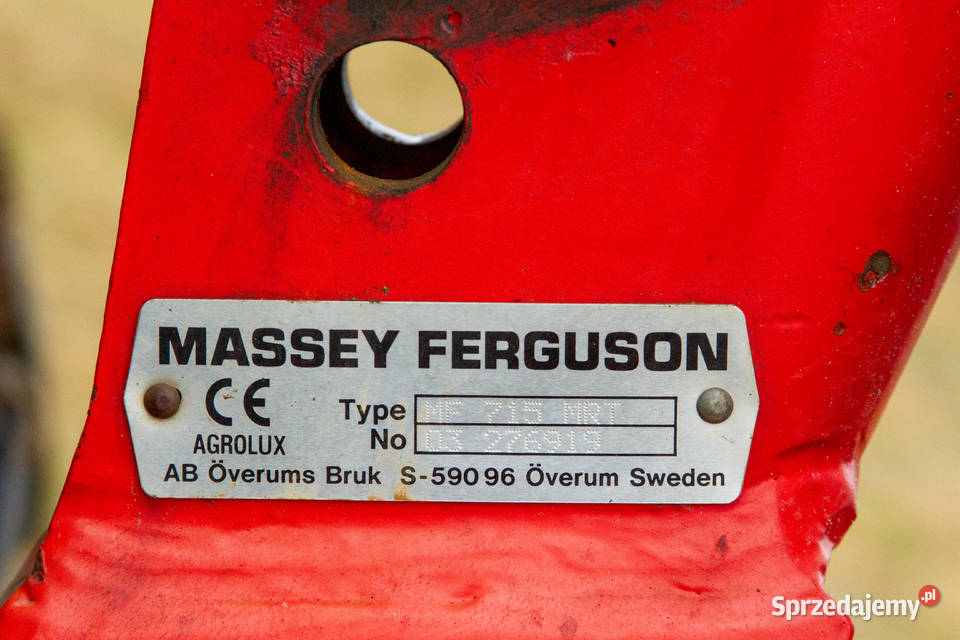 MASSEY FERGUSON
CE
Type MF 715 MRT
AGROLUX
No 03 276919
AB Överums Bruk S-590 96 Överum Sweden
Sprzedajemy.pl